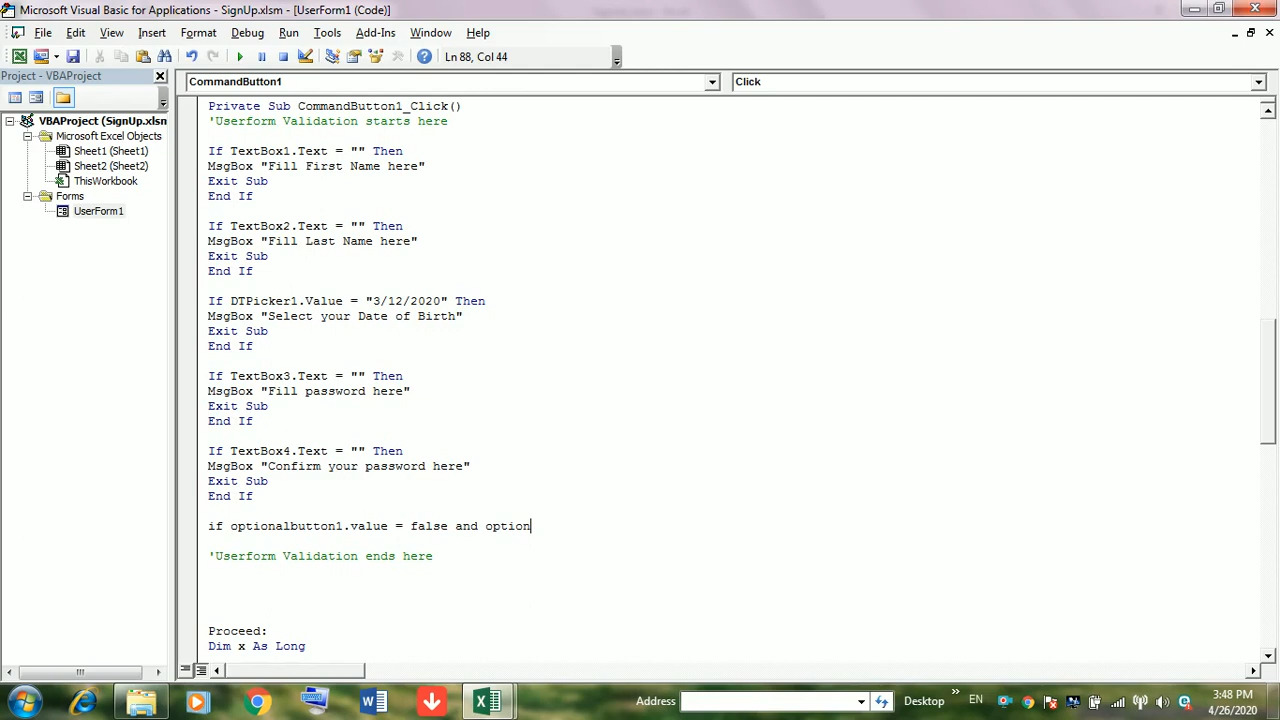 Microsoft Visual Basic for Applications - SignUp.xlsm - [UserForm1 (Code)]
File Edit View Insert Format Debug Run Tools Add-Ins Window Help
Ln 88, Col 44
Project - VBAProject
CommandButton1
Click
VBAProject (SignUp.xlsm
Microsoft Excel Objects
Sheet1 (Sheet1)
Sheet2 (Sheet2)
ThisWorkbook
Forms
UserForm1
Private Sub CommandButton1_Click()
'Userform Validation starts here
If TextBox1.Text = "" Then
MsgBox "Fill First Name here"
Exit Sub
End If
If TextBox2.Text = "" Then
MsgBox "Fill Last Name here"
Exit Sub
End If
If DTPicker1.Value = "3/12/2020" Then
MsgBox "Select your Date of Birth"
Exit Sub
End If
If TextBox3.Text = "" Then
MsgBox "Fill password here"
Exit Sub
End If
If TextBox4.Text = "" Then
MsgBox "Confirm your password here"
Exit Sub
End If
if optionalbutton1.value = false and option
'Userform Validation ends here
Proceed:
Dim x As Long
Address
Desktop
EN
3:48 PM
4/26/2020